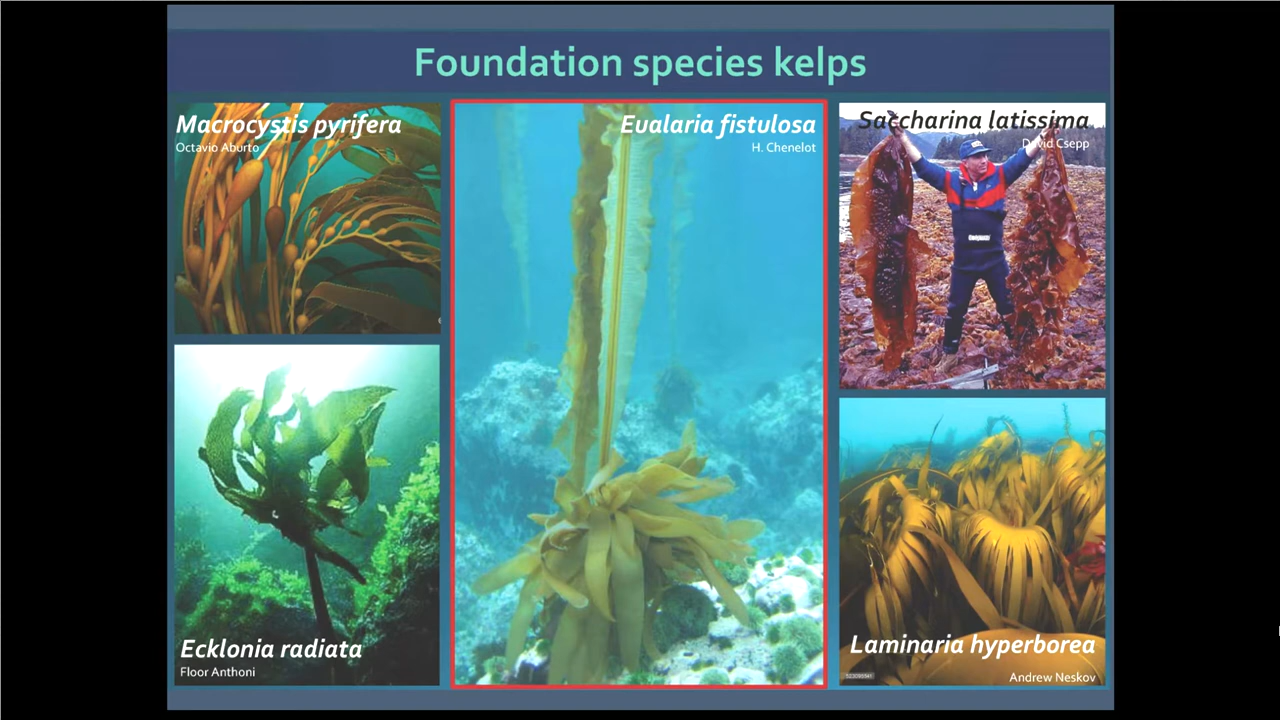 Foundation species kelps
Macrocystis pyrifera
Octavio Aburto
Eualaria fistulosa
H. Chenelot
Saccharina latissima
David Csepp
Ecklonia radiata
Floor Anthoni
Laminaria hyperborea
Andrew Neskov